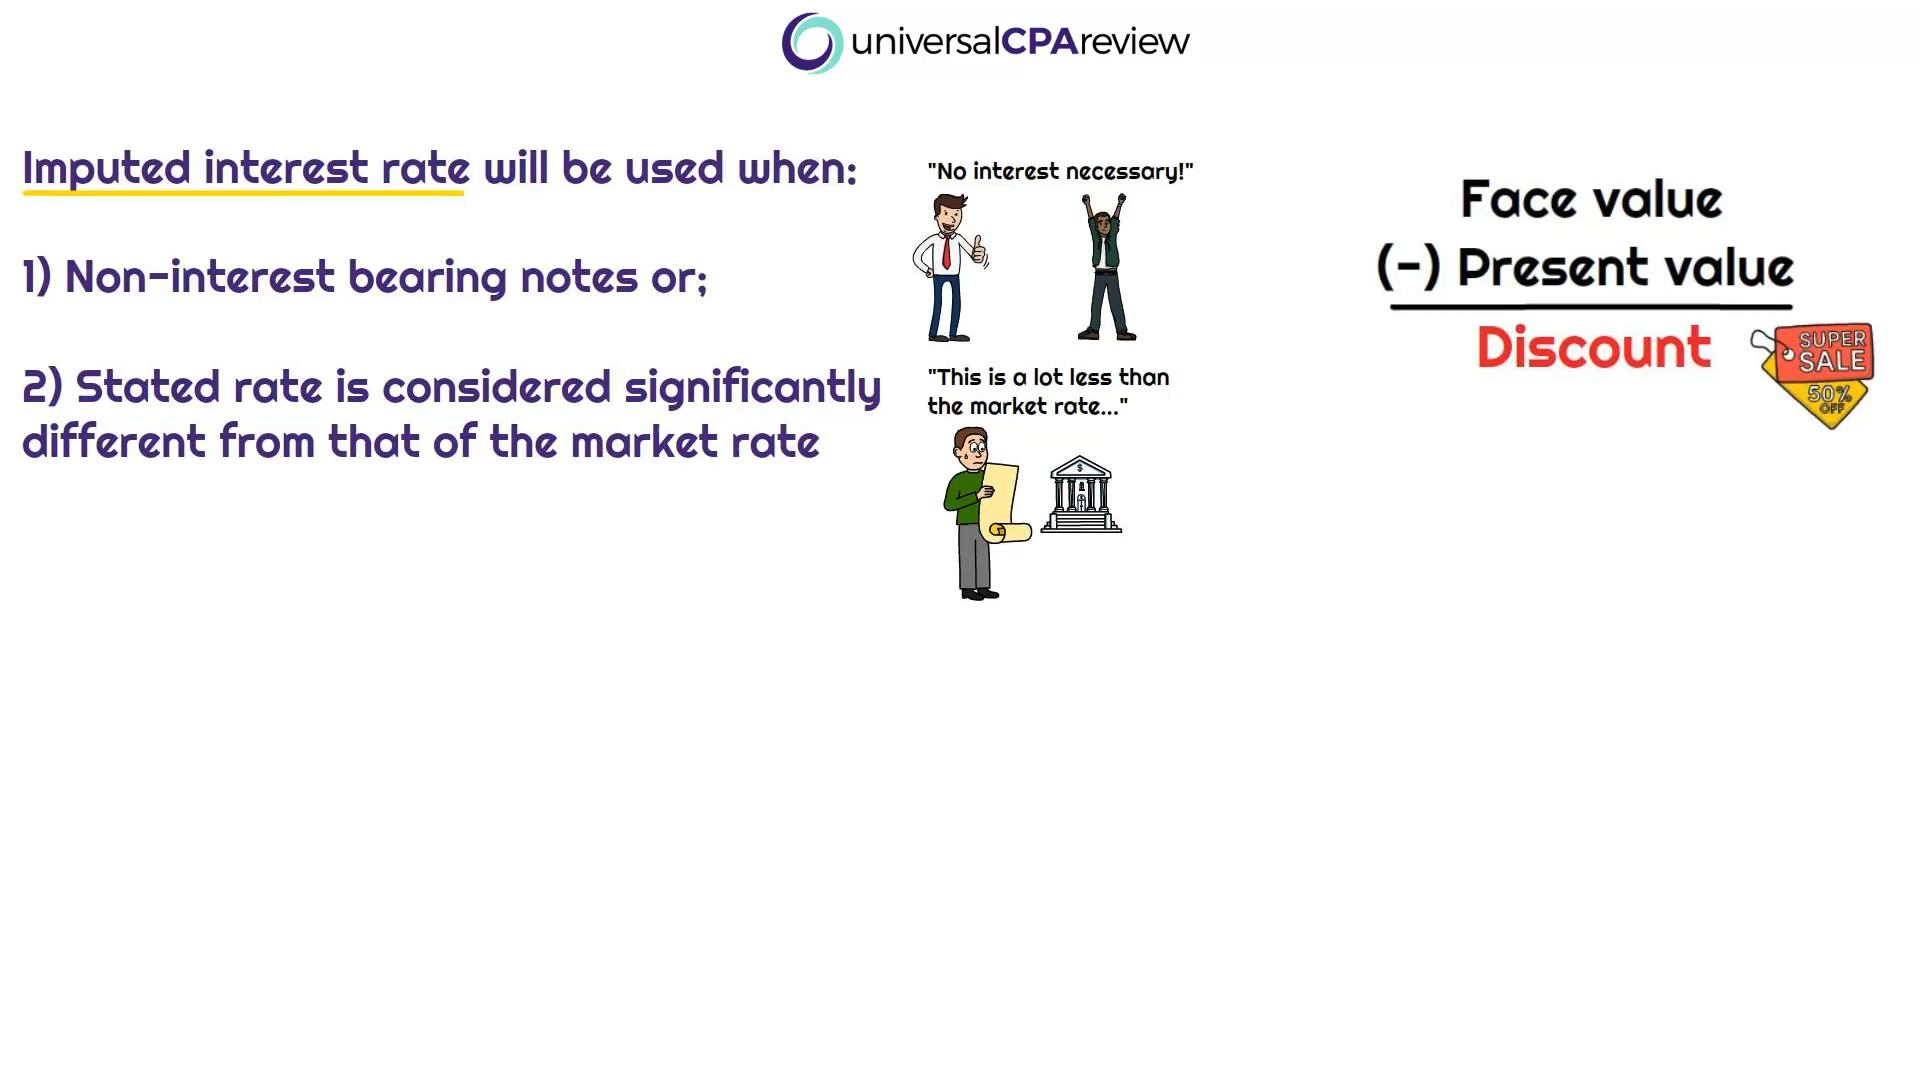 universalCPAreview
Imputed interest rate will be used when:
1) Non-interest bearing notes or;
2) Stated rate is considered significantly
different from that of the market rate
"No interest necessary!"
"This is a lot less than
the market rate..."
$
Face value
(-) Present value
Discount
SUPER
SALE
50%
OFF